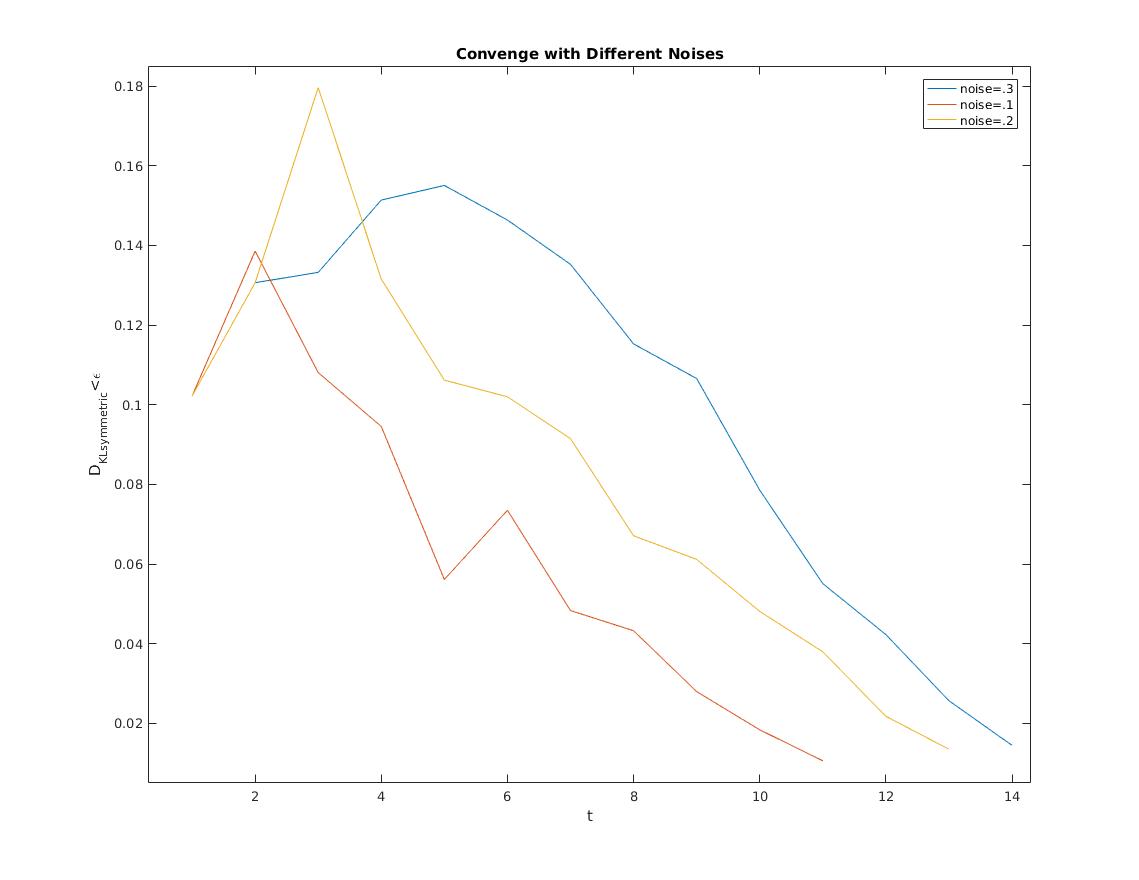 Convenge with Different Noises
noise=.3
noise=.1
noise=.2
0.18
0.16
0.14
0.12
0.1
0.08
0.06
0.04
0.02
D_KLsymmetric<ϵ
2 4 6 8 10 12 14
t